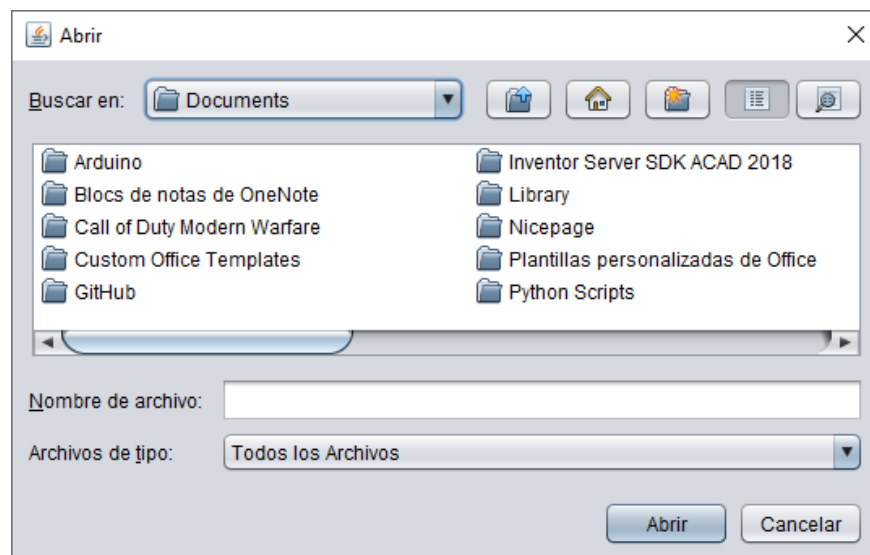 Abrir
Buscar en: Documents
Arduino
Blocs de notas de OneNote
Call of Duty Modern Warfare
Custom Office Templates
GitHub
Inventor Server SDK ACAD 2018
Library
Nicepage
Plantillas personalizadas de Office
Python Scripts
Nombre de archivo:
Archivos de tipo: Todos los Archivos
Abrir Cancelar